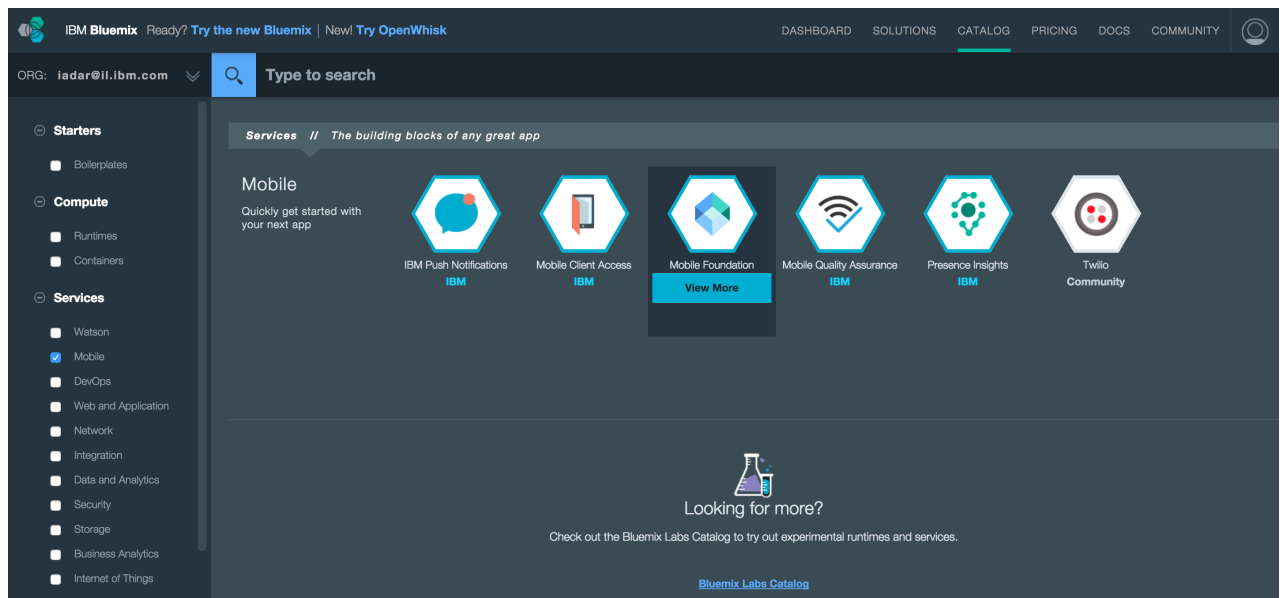 IBM Bluemix Ready? Try the new Bluemix | New! Try OpenWhisk
DASHBOARD SOLUTIONS CATALOG PRICING DOCS COMMUNITY
ORG: iadar@il.ibm.com
Type to search
Starters
Boilerplates
Compute
Runtimes
Containers
Services
Watson
Mobile
DevOps
Web and Application
Network
Integration
Data and Analytics
Security
Storage
Business Analytics
Internet of Things
Services // The building blocks of any great app
Mobile
Quickly get started with
your next app
IBM Push Notifications
IBM
Mobile Client Access
IBM
Mobile Foundation
View More
Mobile Quality Assurance
IBM
Presence Insights
IBM
Twilio
Community
Looking for more?
Check out the Bluemix Labs Catalog to try out experimental runtimes and services.
Bluemix Labs Catalog